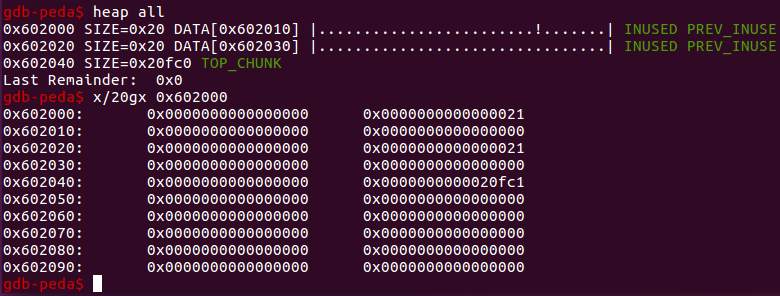 gdb-peda$ heap all
0x602000 SIZE=0x20 DATA[0x602010] |........................!.......| INUSED PREV_INUSE
0x602020 SIZE=0x20 DATA[0x602030] |................................| INUSED PREV_INUSE
0x602040 SIZE=0x20fc0 TOP_CHUNK
Last Remainder:  0x0
gdb-peda$ x/20gx 0x602000
0x602000:       0x0000000000000000      0x0000000000000021
0x602010:       0x0000000000000000      0x0000000000000000
0x602020:       0x0000000000000000      0x0000000000000021
0x602030:       0x0000000000000000      0x0000000000000000
0x602040:       0x0000000000000000      0x0000000000020fc1
0x602050:       0x0000000000000000      0x0000000000000000
0x602060:       0x0000000000000000      0x0000000000000000
0x602070:       0x0000000000000000      0x0000000000000000
0x602080:       0x0000000000000000      0x0000000000000000
0x602090:       0x0000000000000000      0x0000000000000000
gdb-peda$